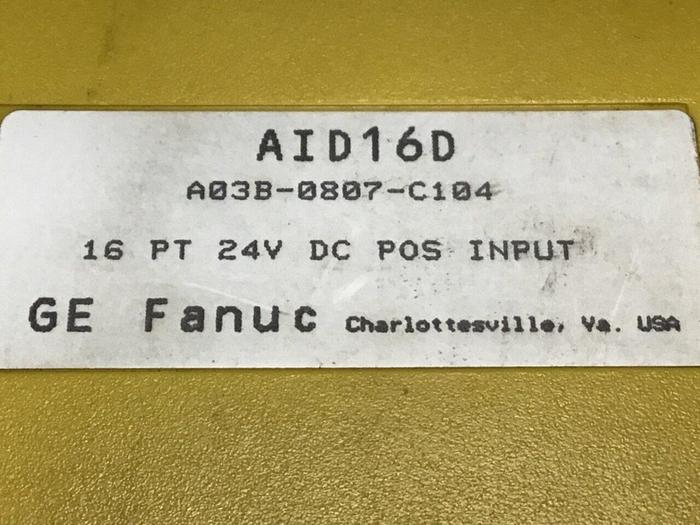 AID16D
A03B-0807-C104
16 PT 24V DC POS INPUT
GE Fanuc Charlottesville, Va. USA